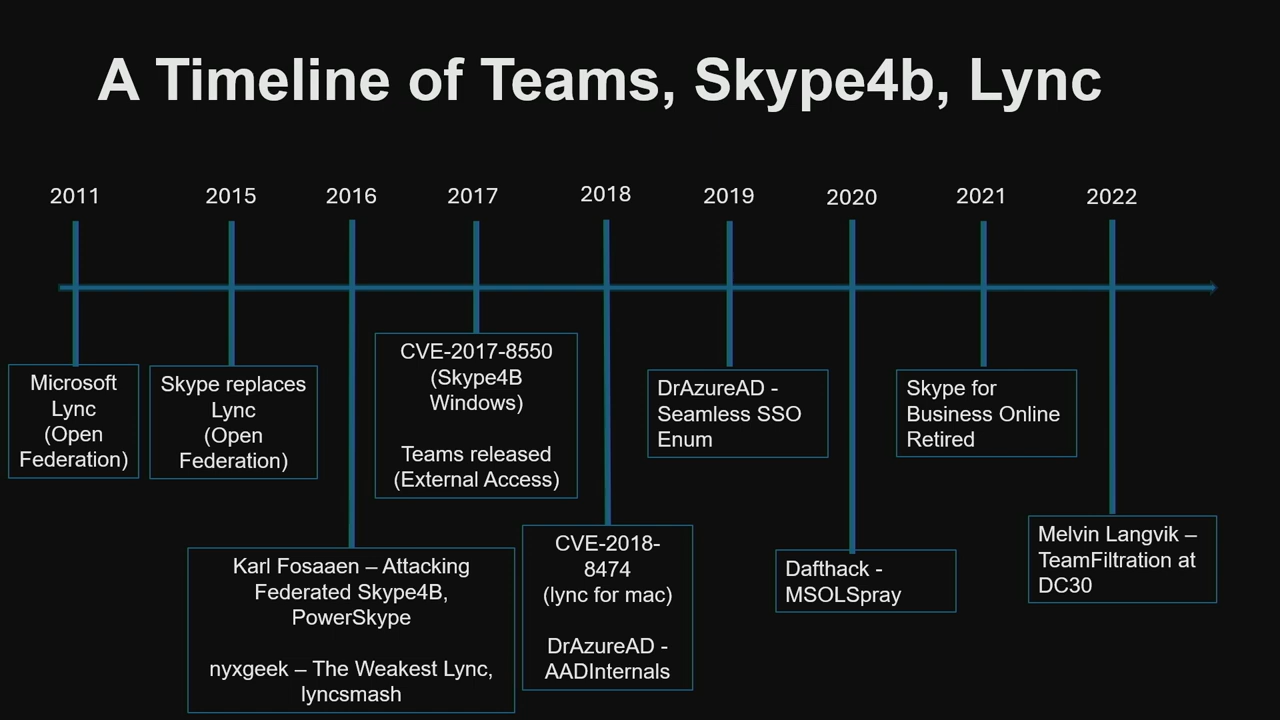 A Timeline of Teams, Skype4b, Lync
2011
2015
2016
2017
2018
2019
2020
2021
2022
Microsoft
Lync
(Open
Federation)
Skype replaces
Lync
(Open
Federation)
Karl Fosaaen – Attacking
Federated Skype4B,
PowerSkype
nyxgeek – The Weakest Lync,
lyncsmash
CVE-2017-8550
(Skype4B
Windows)
Teams released
(External Access)
CVE-2018-
8474
(lync for mac)
DrAzureAD -
AADInternals
DrAzureAD -
Seamless SSO
Enum
Dafthack -
MSOLSpray
Skype for
Business Online
Retired
Melvin Langvik –
TeamFiltration at
DC30